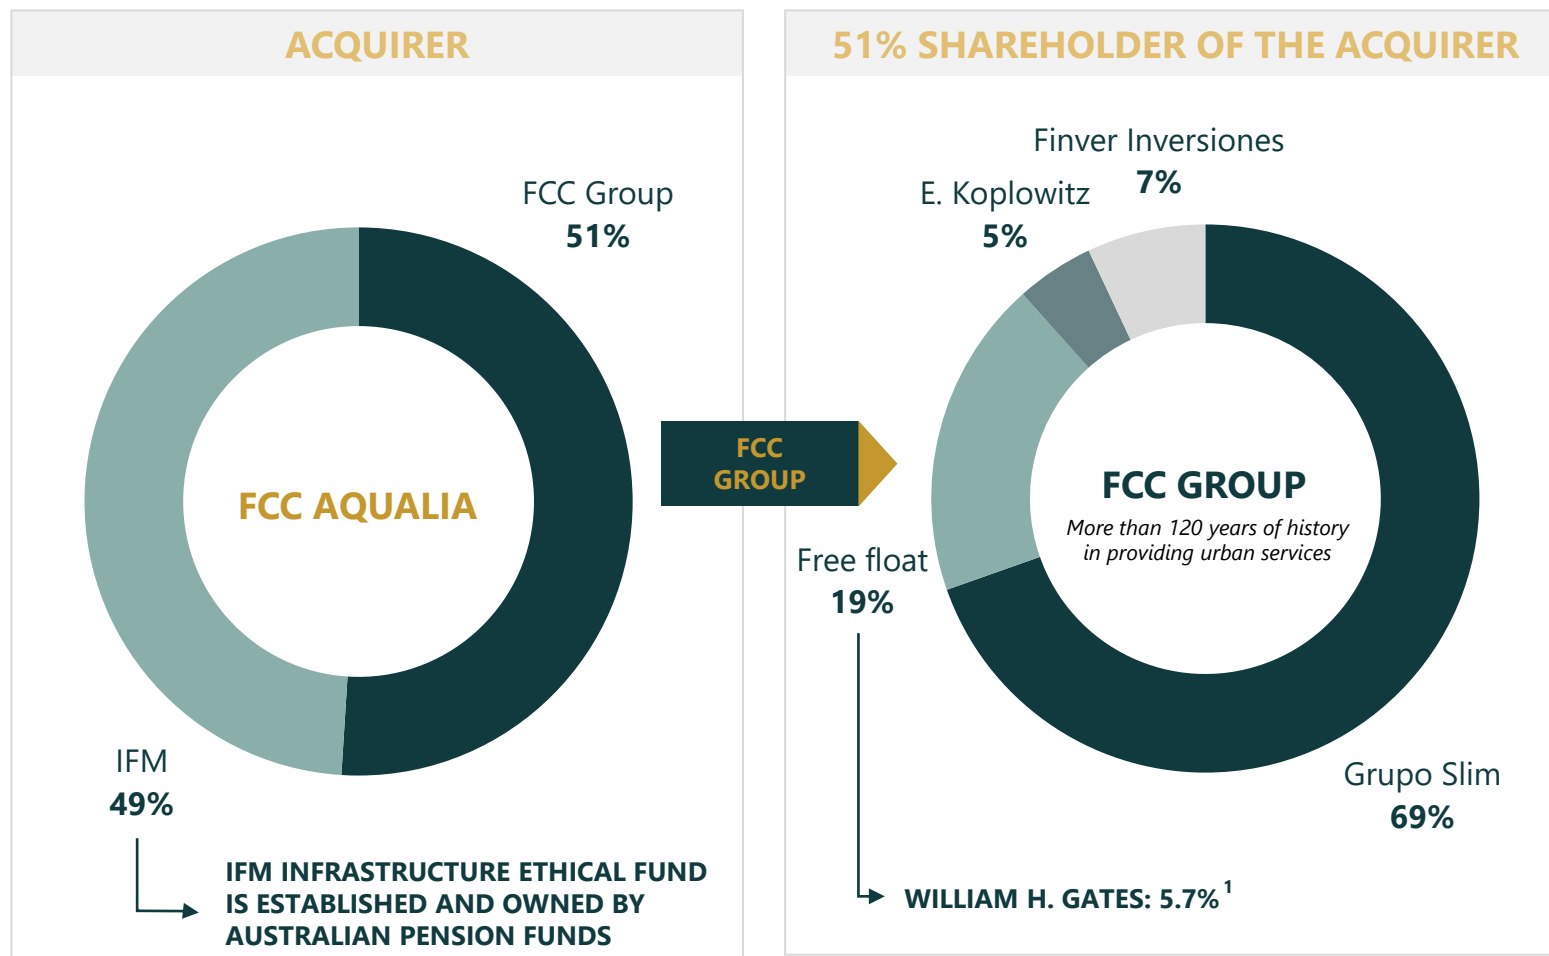 ACQUIRER
FCC Group
51%
FCC AQUALIA
IFM
49%
IFM INFRASTRUCTURE ETHICAL FUND
IS ESTABLISHED AND OWNED BY
AUSTRALIAN PENSION FUNDS
FCC
GROUP
51% SHAREHOLDER OF THE ACQUIRER
Finver Inversiones
7%
E. Koplowitz
5%
FCC GROUP
More than 120 years of history
in providing urban services
Free float
19%
Grupo Slim
69%
WILLIAM H. GATES: 5.7% 1